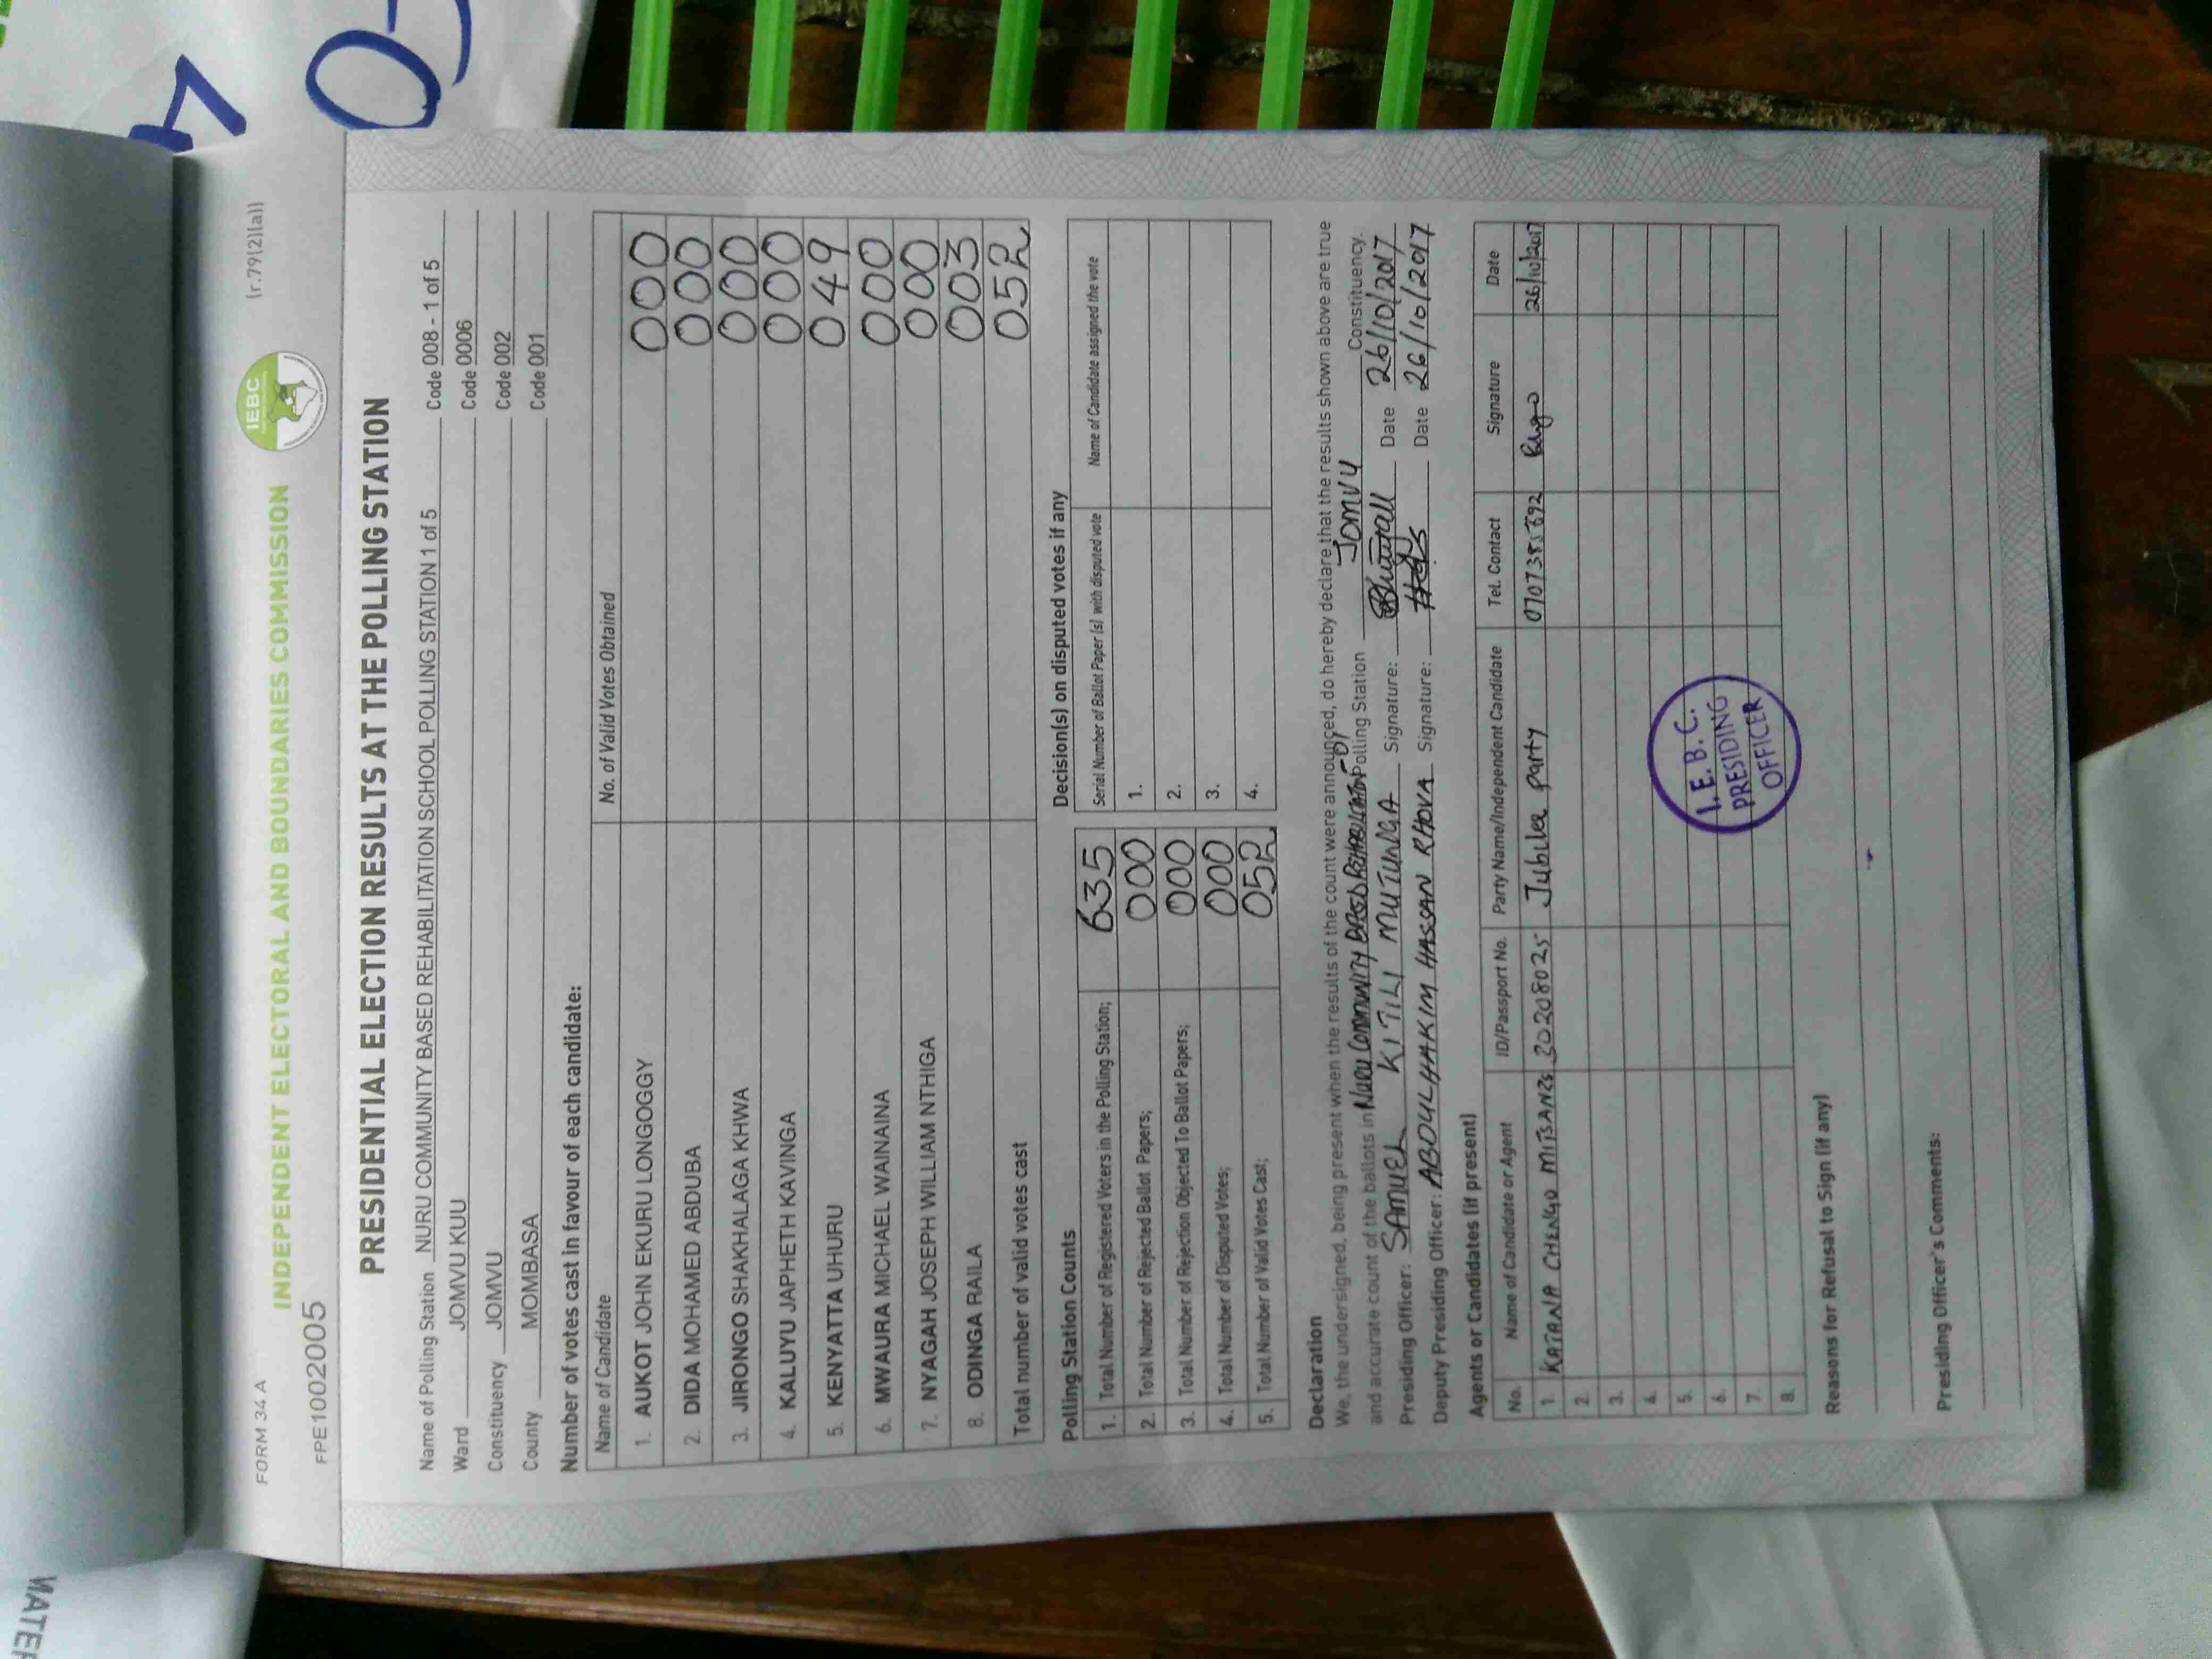 FORM 34 A
(r.79(2)(a))
INDEPENDENT ELECTORAL AND BOUNDARIES COMMISSION
IEBC
FPE1002005
PRESIDENTIAL ELECTION RESULTS AT THE POLLING STATION
Name of Polling Station NURU COMMUNITY BASED REHABILITATION SCHOOL POLLING STATION 1 of 5 Code 008 - 1 of 5
Ward JOMVU KUU Code 0006
Constituency JOMVU Code 002
County MOMBASA Code 001
Number of votes cast in favour of each candidate:
Name of Candidate No. of Valid Votes Obtained
1. AUKOT JOHN EKURU LONGOGGY 000
2. DIDA MOHAMED ABDUBA 000
3. JIRONGO SHAKHALAGA KHWA 000
4. KALUYU JAPHETH KAVINGA 000
5. KENYATTA UHURU 049
6. MWAURA MICHAEL WAINAINA 000
7. NYAGAH JOSEPH WILLIAM NTHIGA 000
8. ODINGA RAILA 003
Total number of valid votes cast 052
Polling Station Counts
1. Total Number of Registered Voters in the Polling Station; 635
2. Total Number of Rejected Ballot Papers; 000
3. Total Number of Rejection Objected To Ballot Papers; 000
4. Total Number of Disputed Votes; 000
5. Total Number of Valid Votes Cast; 052
Decision(s) on disputed votes if any
Serial Number of Ballot Paper (s) with disputed vote Name of Candidate assigned the vote
1.
2.
3.
4.
Declaration
We, the undersigned, being present when the results of the count were announced, do hereby declare that the results shown above are true
and accurate count of the ballots in NURU COMMUNITY BASED REHABILITATION Polling Station JOMVU Constituency.
Presiding Officer: SAMUEL KITILI MUTUNGA Signature: Date 26/10/2017
Deputy Presiding Officer: ABDULHAKIM HASSAN RHOVA Signature: Date 26/10/2017
Agents or Candidates (if present)
No. Name of Candidate or Agent ID/Passport No. Party Name/Independent Candidate Tel. Contact Signature Date
1. KATANA CHENGO 30208025 Jubilee Party 26/10/2017
2.
3.
4.
5.
6.
7.
8.
I.E.B.C.
PRESIDING
OFFICER
Reasons for Refusal to Sign (if any)
Presiding Officer's Comments: